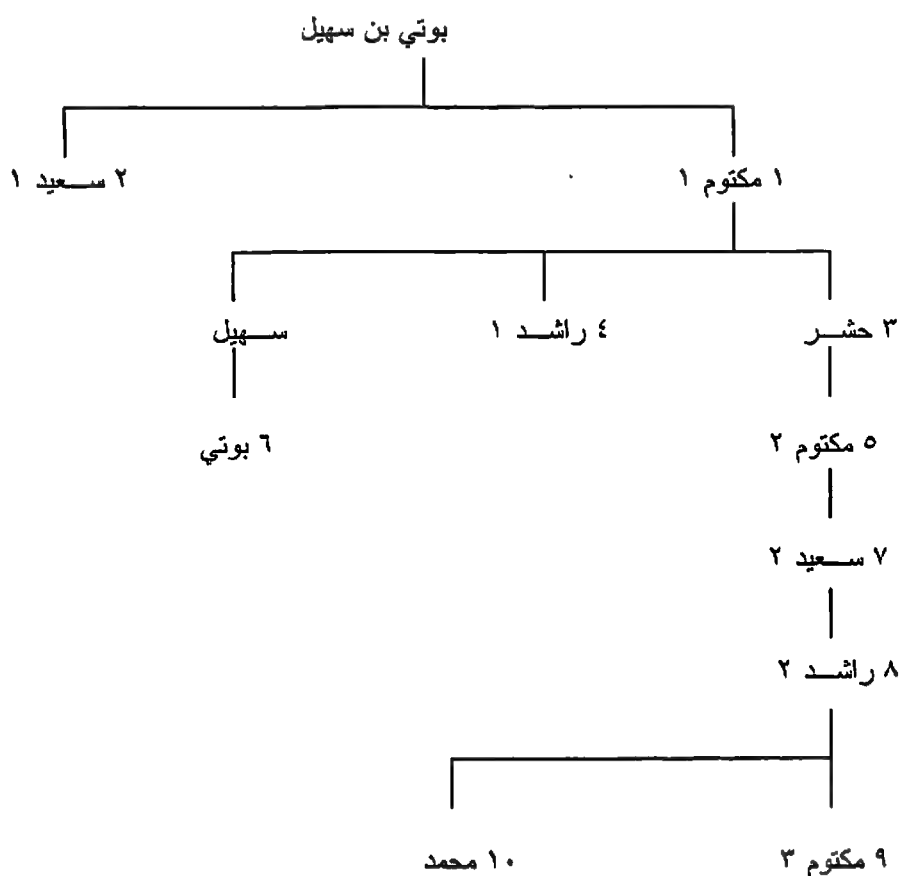 بوتي بن سهيل
١ مكتوم ١ ٢ سعيد ١
٣ حشر ٤ راشد ١ سهيل
٥ مكتوم ٢ ٦ بوتي
٧ سعيد ٢
٨ راشد ٢
٩ مكتوم ٣ ١٠ محمد